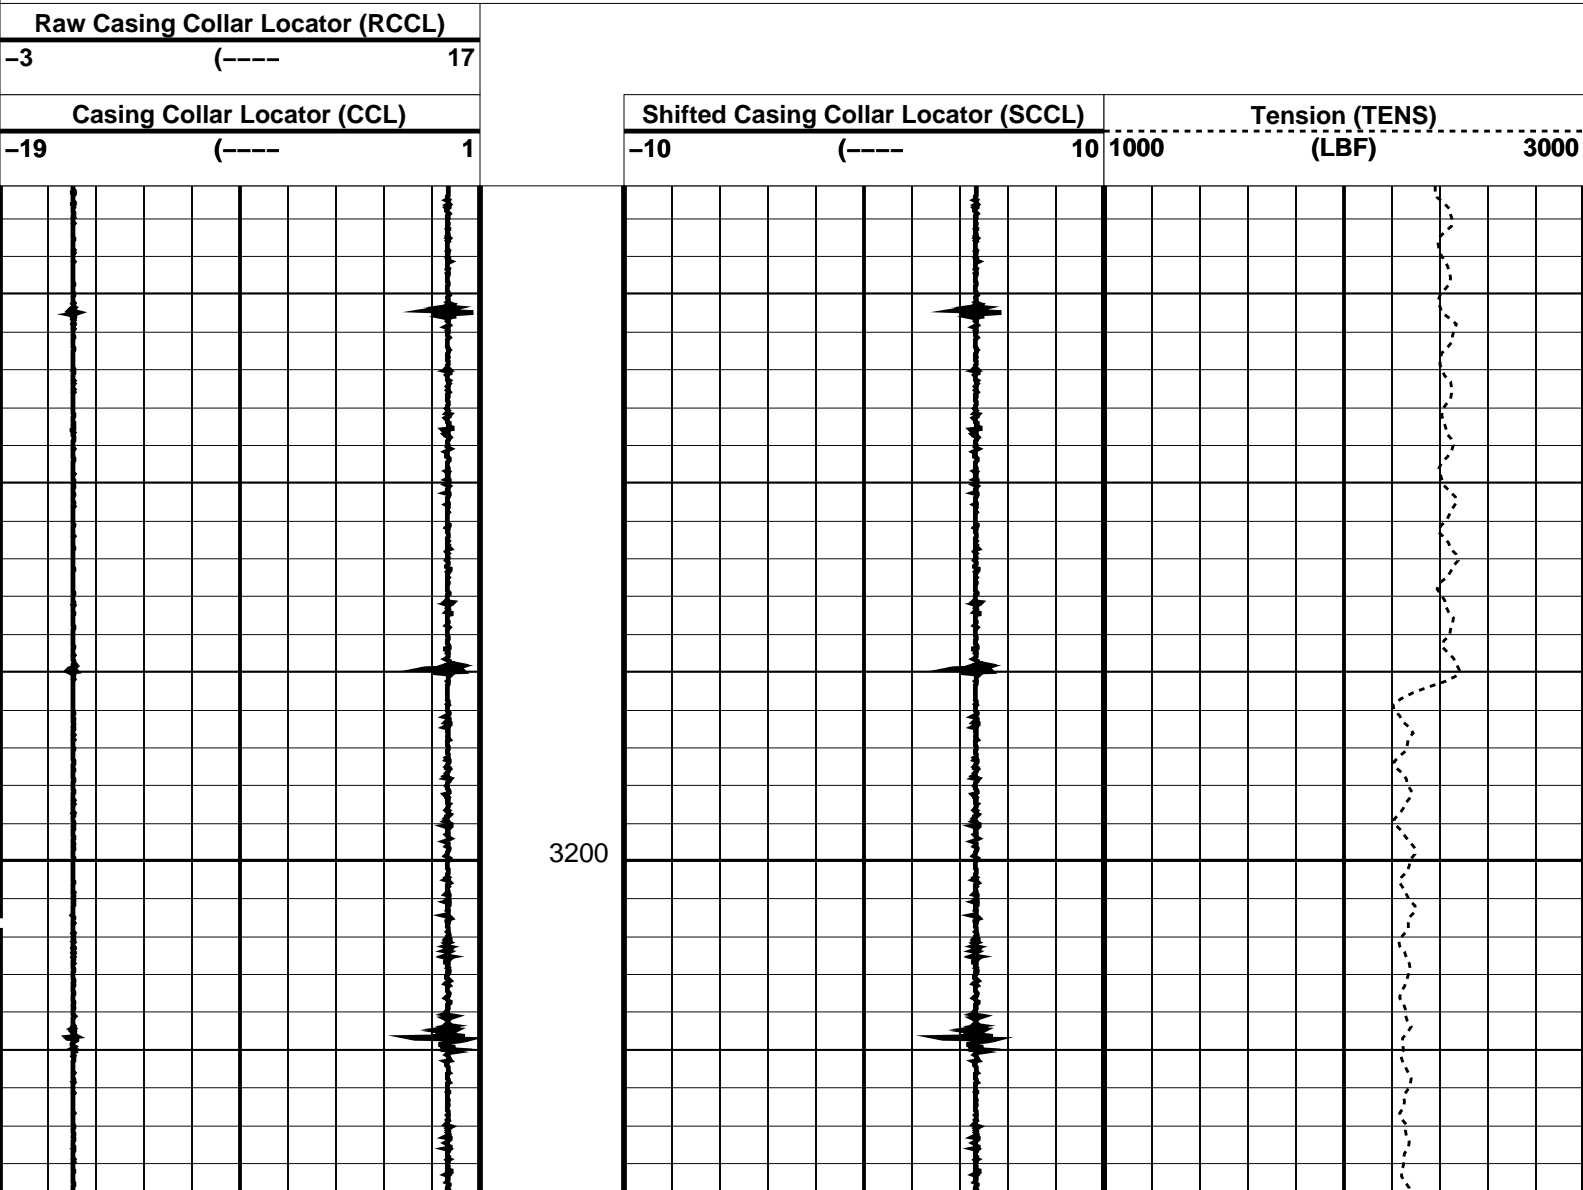 Raw Casing Collar Locator (RCCL)
−3 (−−−− 17
Casing Collar Locator (CCL)
−19 (−−−− 1
Shifted Casing Collar Locator (SCCL)
−10 (−−−− 10
Tension (TENS)
1000 (LBF) 3000
3200